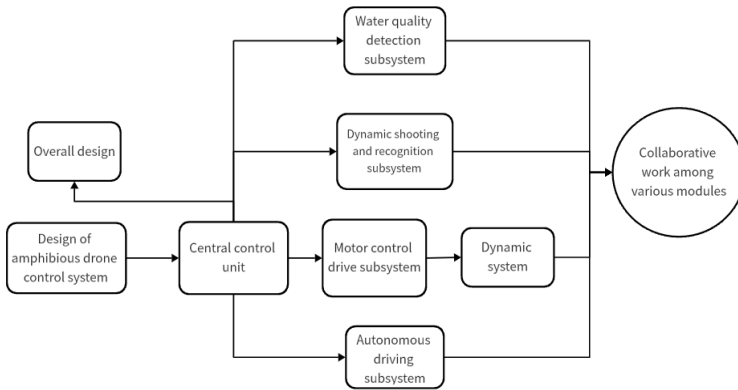 Water quality
detection
subsystem
Overall design
Dynamic shooting
and recognition
subsystem
Collaborative
work among
various modules
Design of
amphibious drone
control system
Central control
unit
Motor control
drive subsystem
Dynamic
system
Autonomous
driving
subsystem